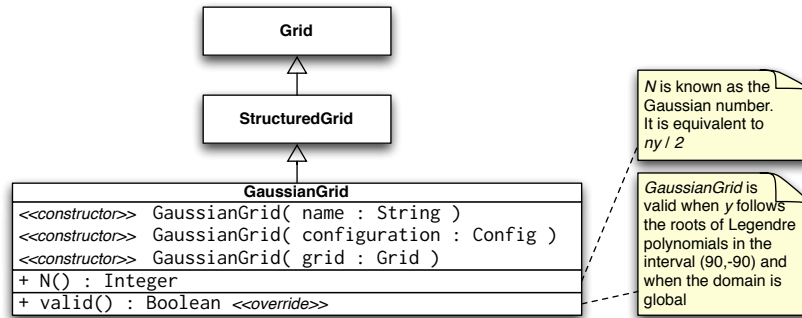 Grid
StructuredGrid
GaussianGrid
<<constructor>> GaussianGrid( name : String )
<<constructor>> GaussianGrid( configuration : Config )
<<constructor>> GaussianGrid( grid : Grid )
+ N() : Integer
+ valid() : Boolean <<override>>
N is known as the
Gaussian number.
It is equivalent to
ny / 2
GaussianGrid is
valid when y follows
the roots of Legendre
polynomials in the
interval (90,-90) and
when the domain is
global